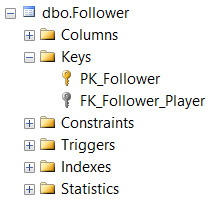 dbo.Follower
Columns
Keys
PK_Follower
FK_Follower_Player
Constraints
Triggers
Indexes
Statistics